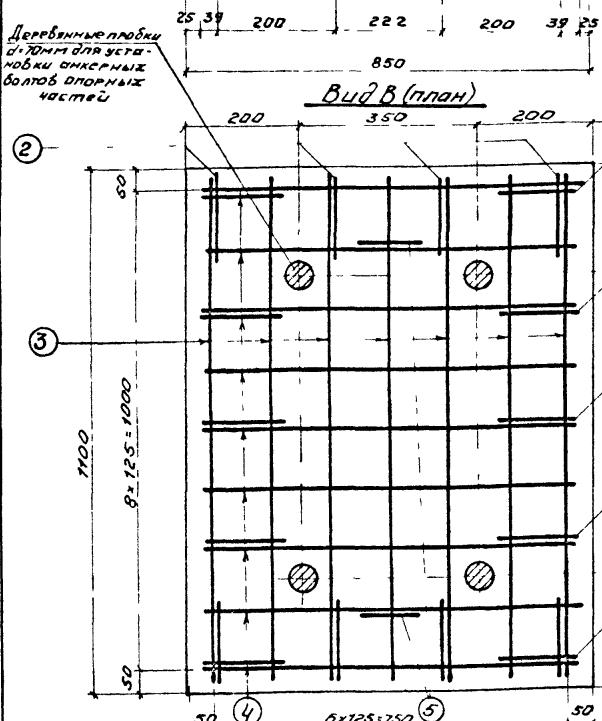 25 39 200 222 200 39 25
Деревянные пробки
d=70мм для уста-
новки анкерных
болтов опорных
частей
850
Вид В (план)
200 350 200
2
50
3
1100
8×125=1000
50
50 4 6×125=750 5 50